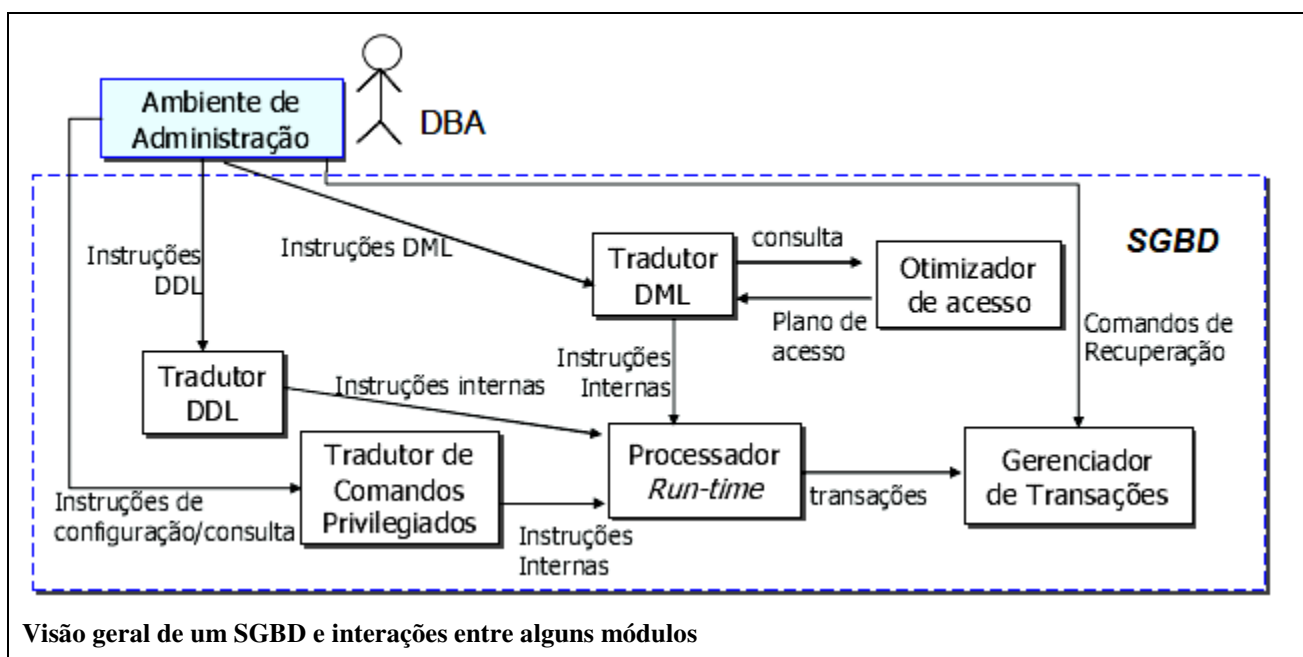 Ambiente de
Administração
DBA
SGBD
Instruções
DDL
Instruções DML
Tradutor
DML
consulta
Otimizador
de acesso
Plano de
acesso
Comandos de
Recuperação
Instruções
Internas
Tradutor
DDL
Instruções internas
Tradutor de
Comandos
Privilegiados
Processador
Run-time
transações
Gerenciador
de Transações
Instruções de
configuração/consulta
Instruções
Internas
Visão geral de um SGBD e interações entre alguns módulos